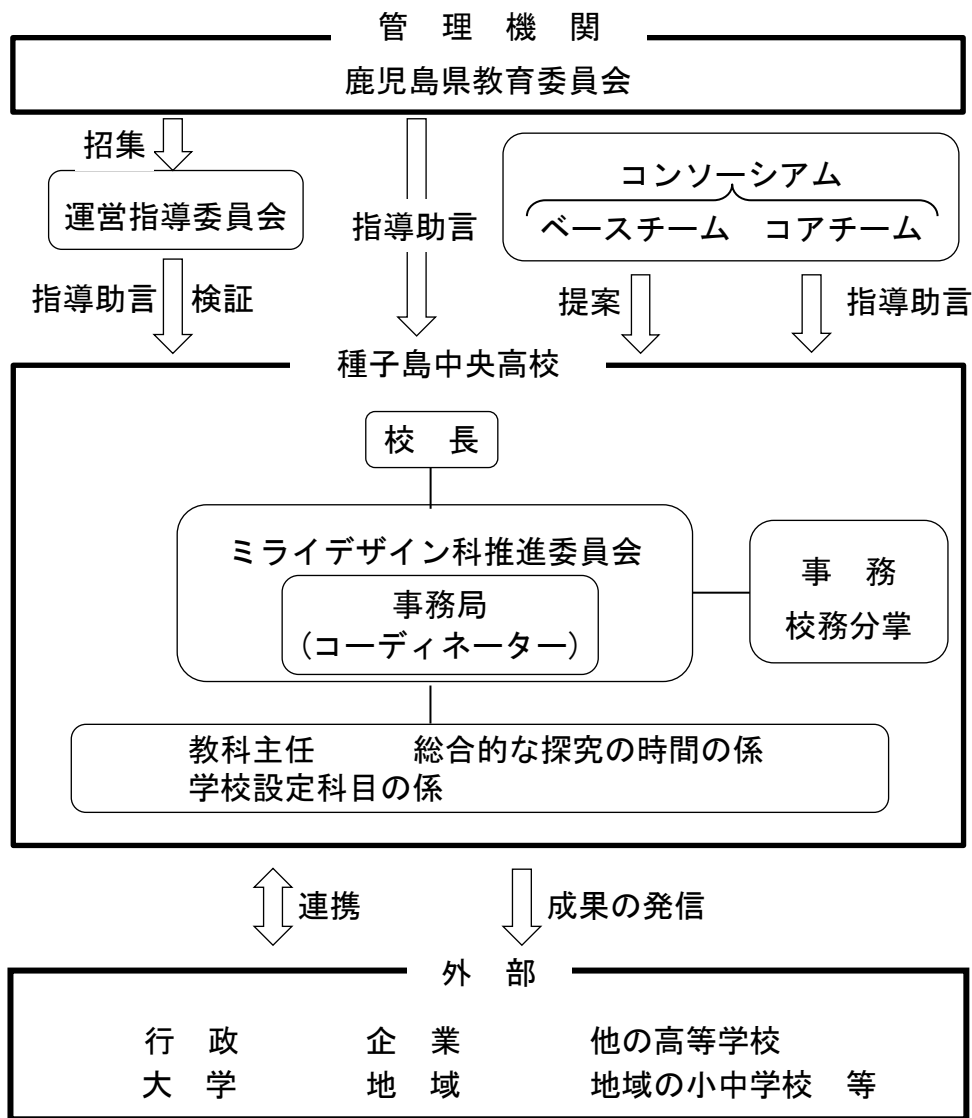 管　理　機　関
鹿児島県教育委員会
招集
運営指導委員会
指導助言
コンソーシアム
ベースチーム　コアチーム
指導助言　検証
提案
指導助言
種子島中央高校
校　長
ミライデザイン科推進委員会
事務局
（コーディネーター）
事　務
校務分掌
教科主任　　総合的な探究の時間の係
学校設定科目の係
連携
成果の発信
外　部
行　政　　企　業　　他の高等学校
大　学　　地　域　　地域の小中学校　等